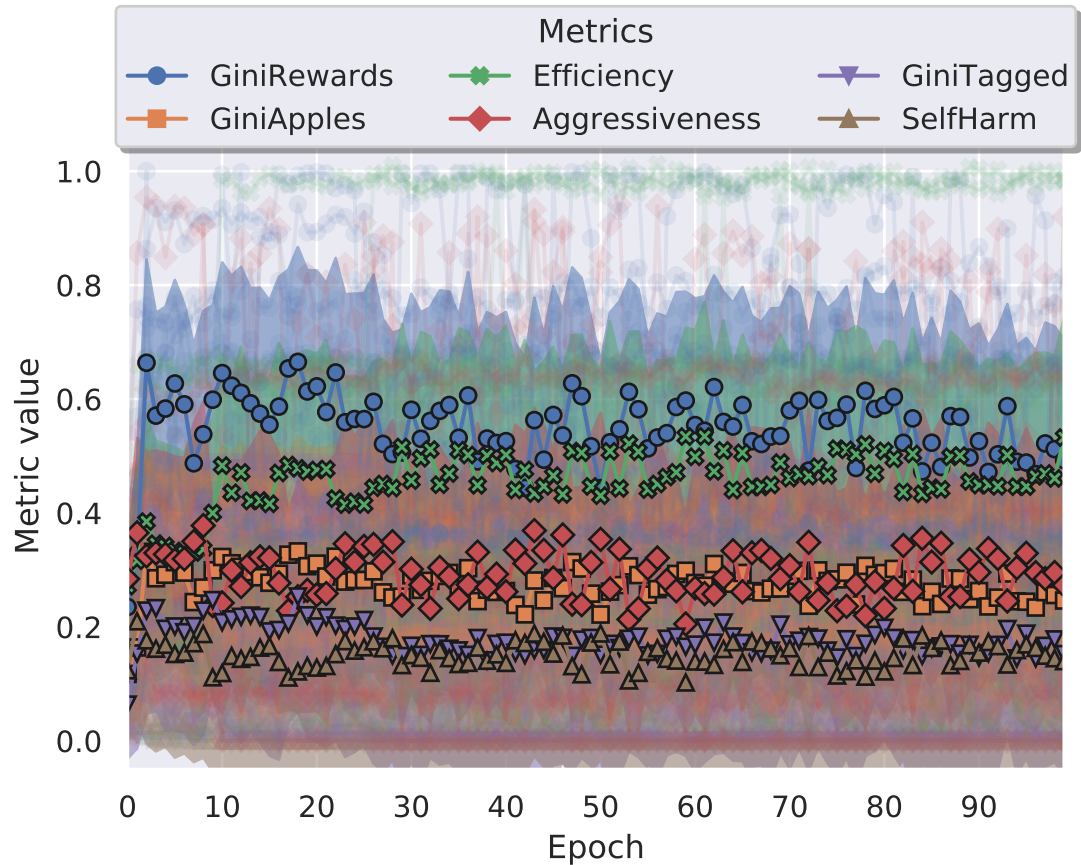 Metrics
GiniRewards Efficiency GiniTagged
GiniApples Aggressiveness SelfHarm
1.0
0.8
0.6
0.4
0.2
0.0
Metric value
0 10 20 30 40 50 60 70 80 90
Epoch